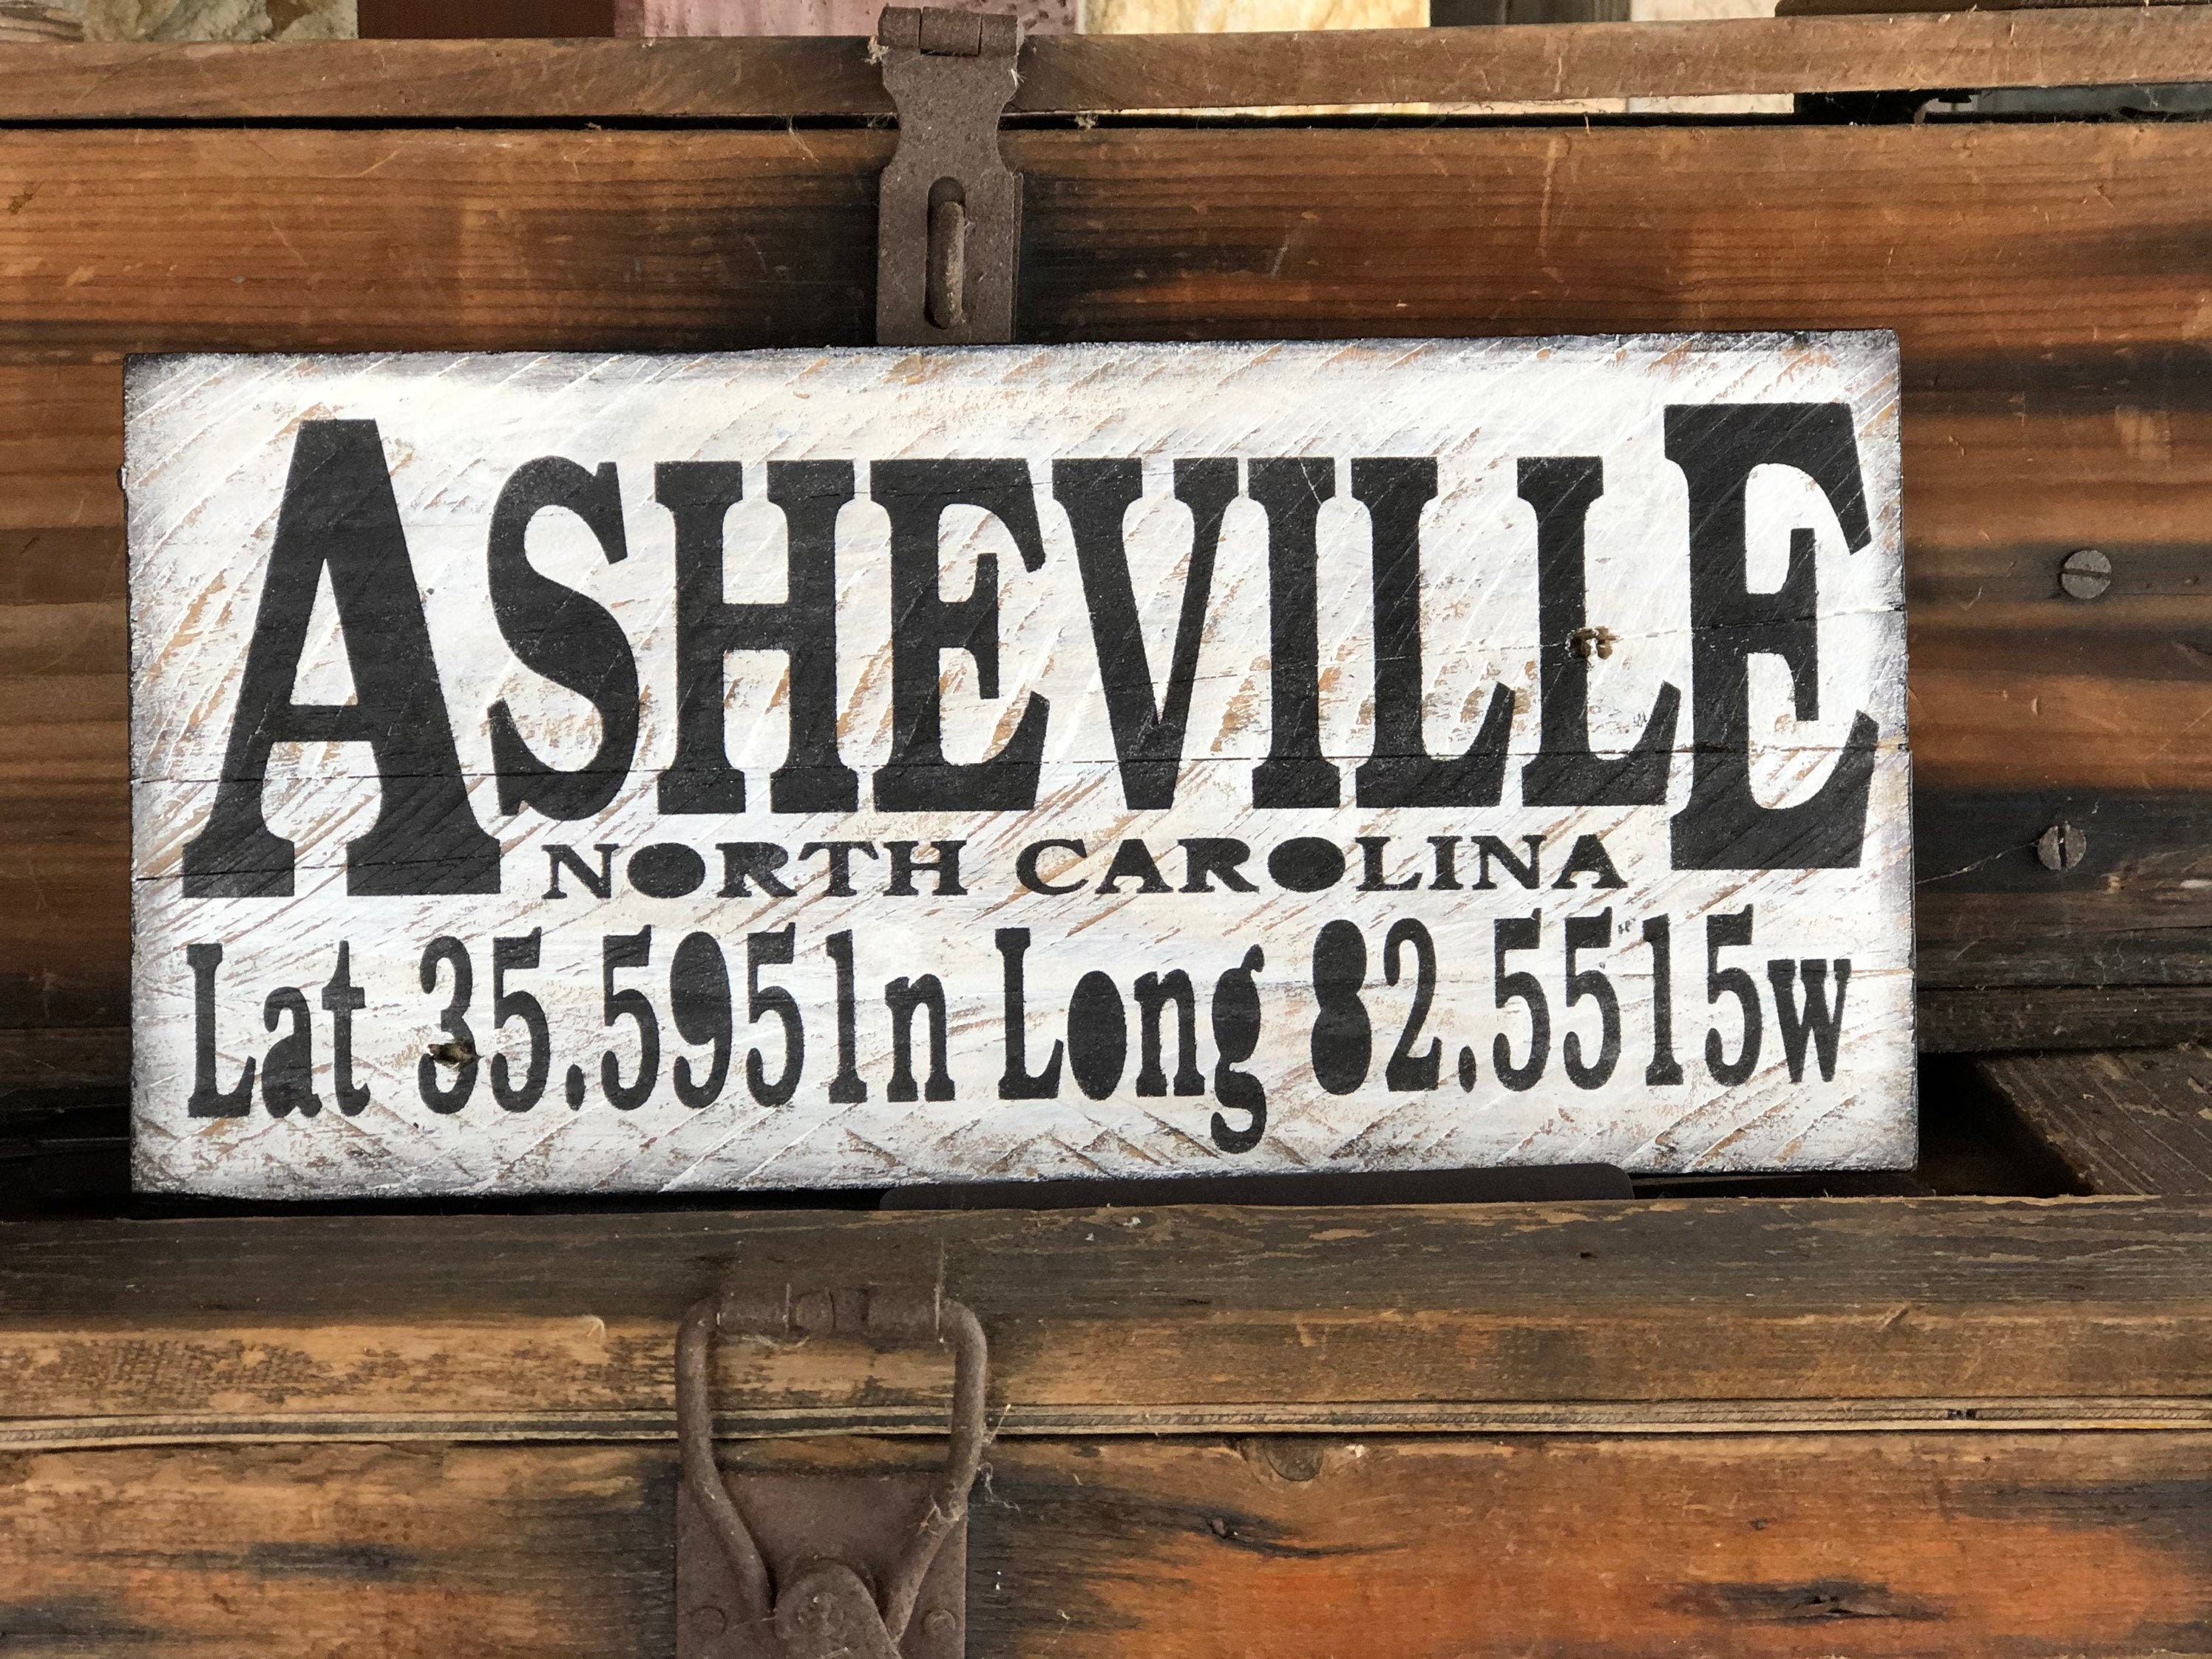 ASHEVILLE
NORTH CAROLINA
Lat 35.5951n Long 82.5515w